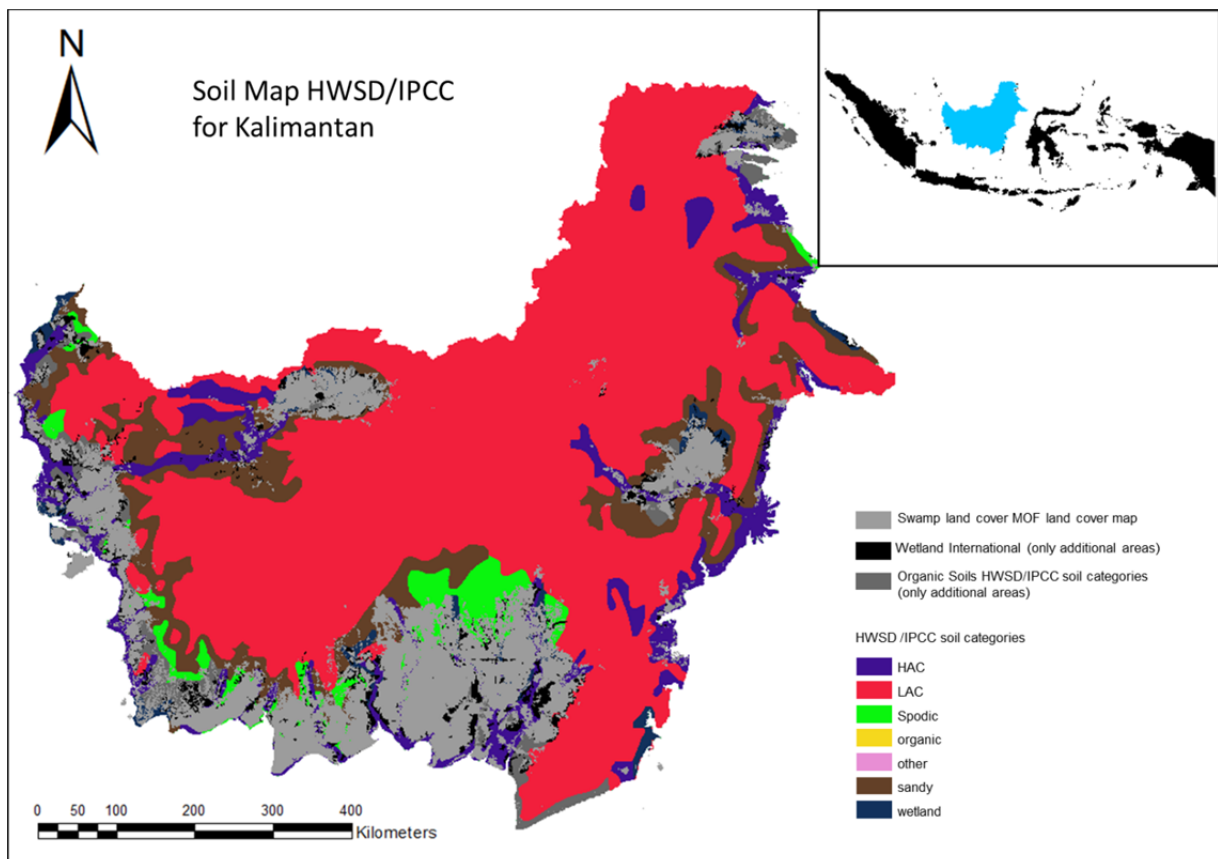 N
Soil Map HWSD/IPCC
for Kalimantan
Swamp land cover MOF land cover map
Wetland International (only additional areas)
Organic Soils HWSD/IPCC soil categories
(only additional areas)
HWSD /IPCC soil categories
HAC
LAC
Spodic
organic
other
sandy
wetland
0 50 100 200 300 400
Kilometers